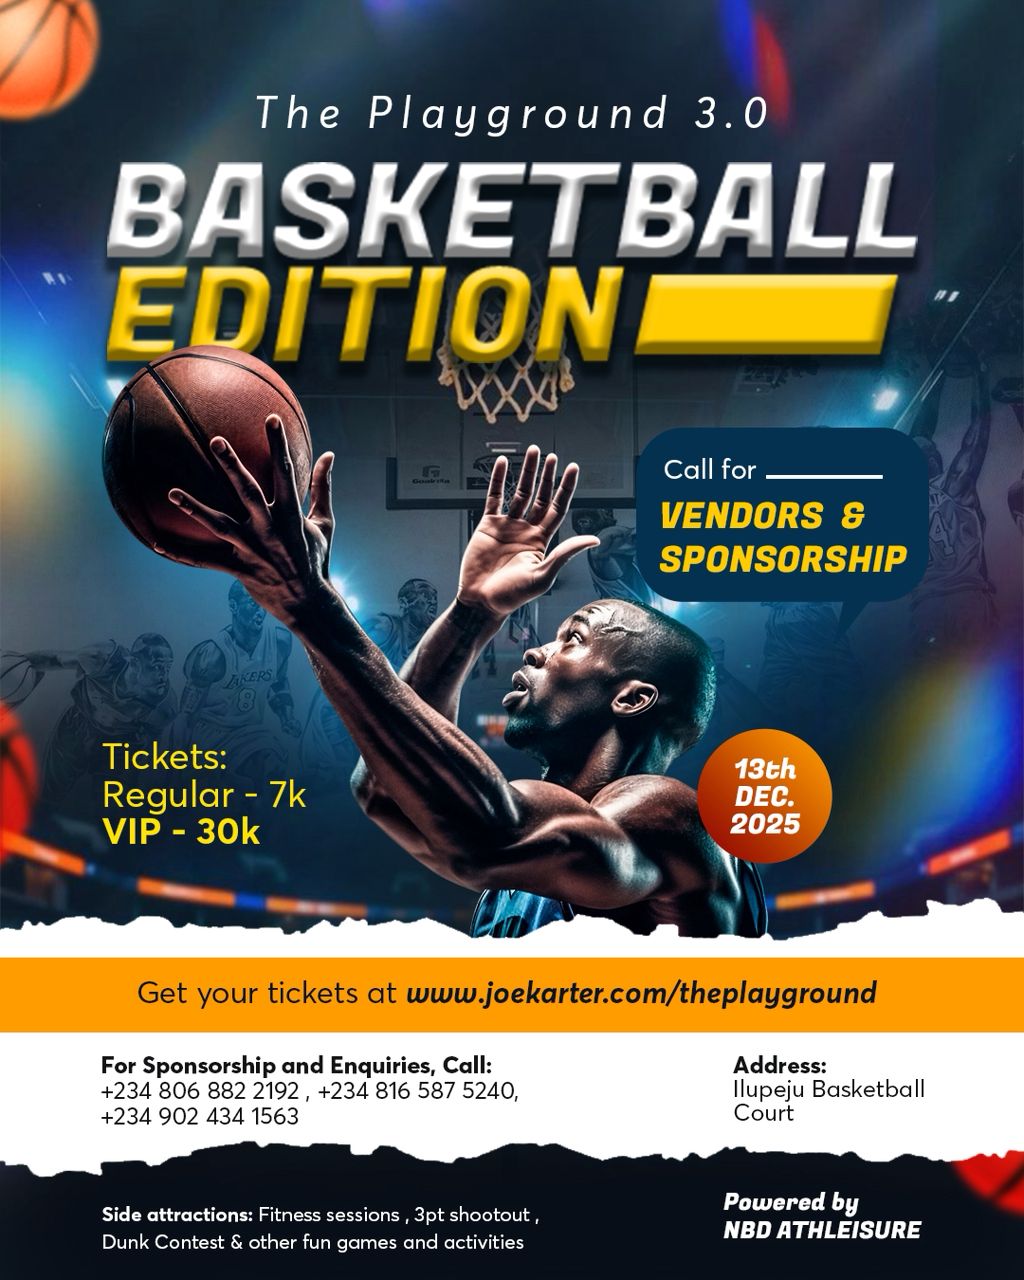 The Playground 3.0
BASKETBALL
EDITION
Goalrilla
Call for
VENDORS &
SPONSORSHIP
LAKERS
8
Tickets:
Regular - 7k
VIP - 30k
13th
DEC.
2025
Get your tickets at www.joekarter.com/theplayground
For Sponsorship and Enquiries, Call:
+234 806 882 2192 , +234 816 587 5240,
+234 902 434 1563
Address:
Ilupeju Basketball
Court
Side attractions: Fitness sessions , 3pt shootout ,
Dunk Contest & other fun games and activities
Powered by
NBD ATHLEISURE